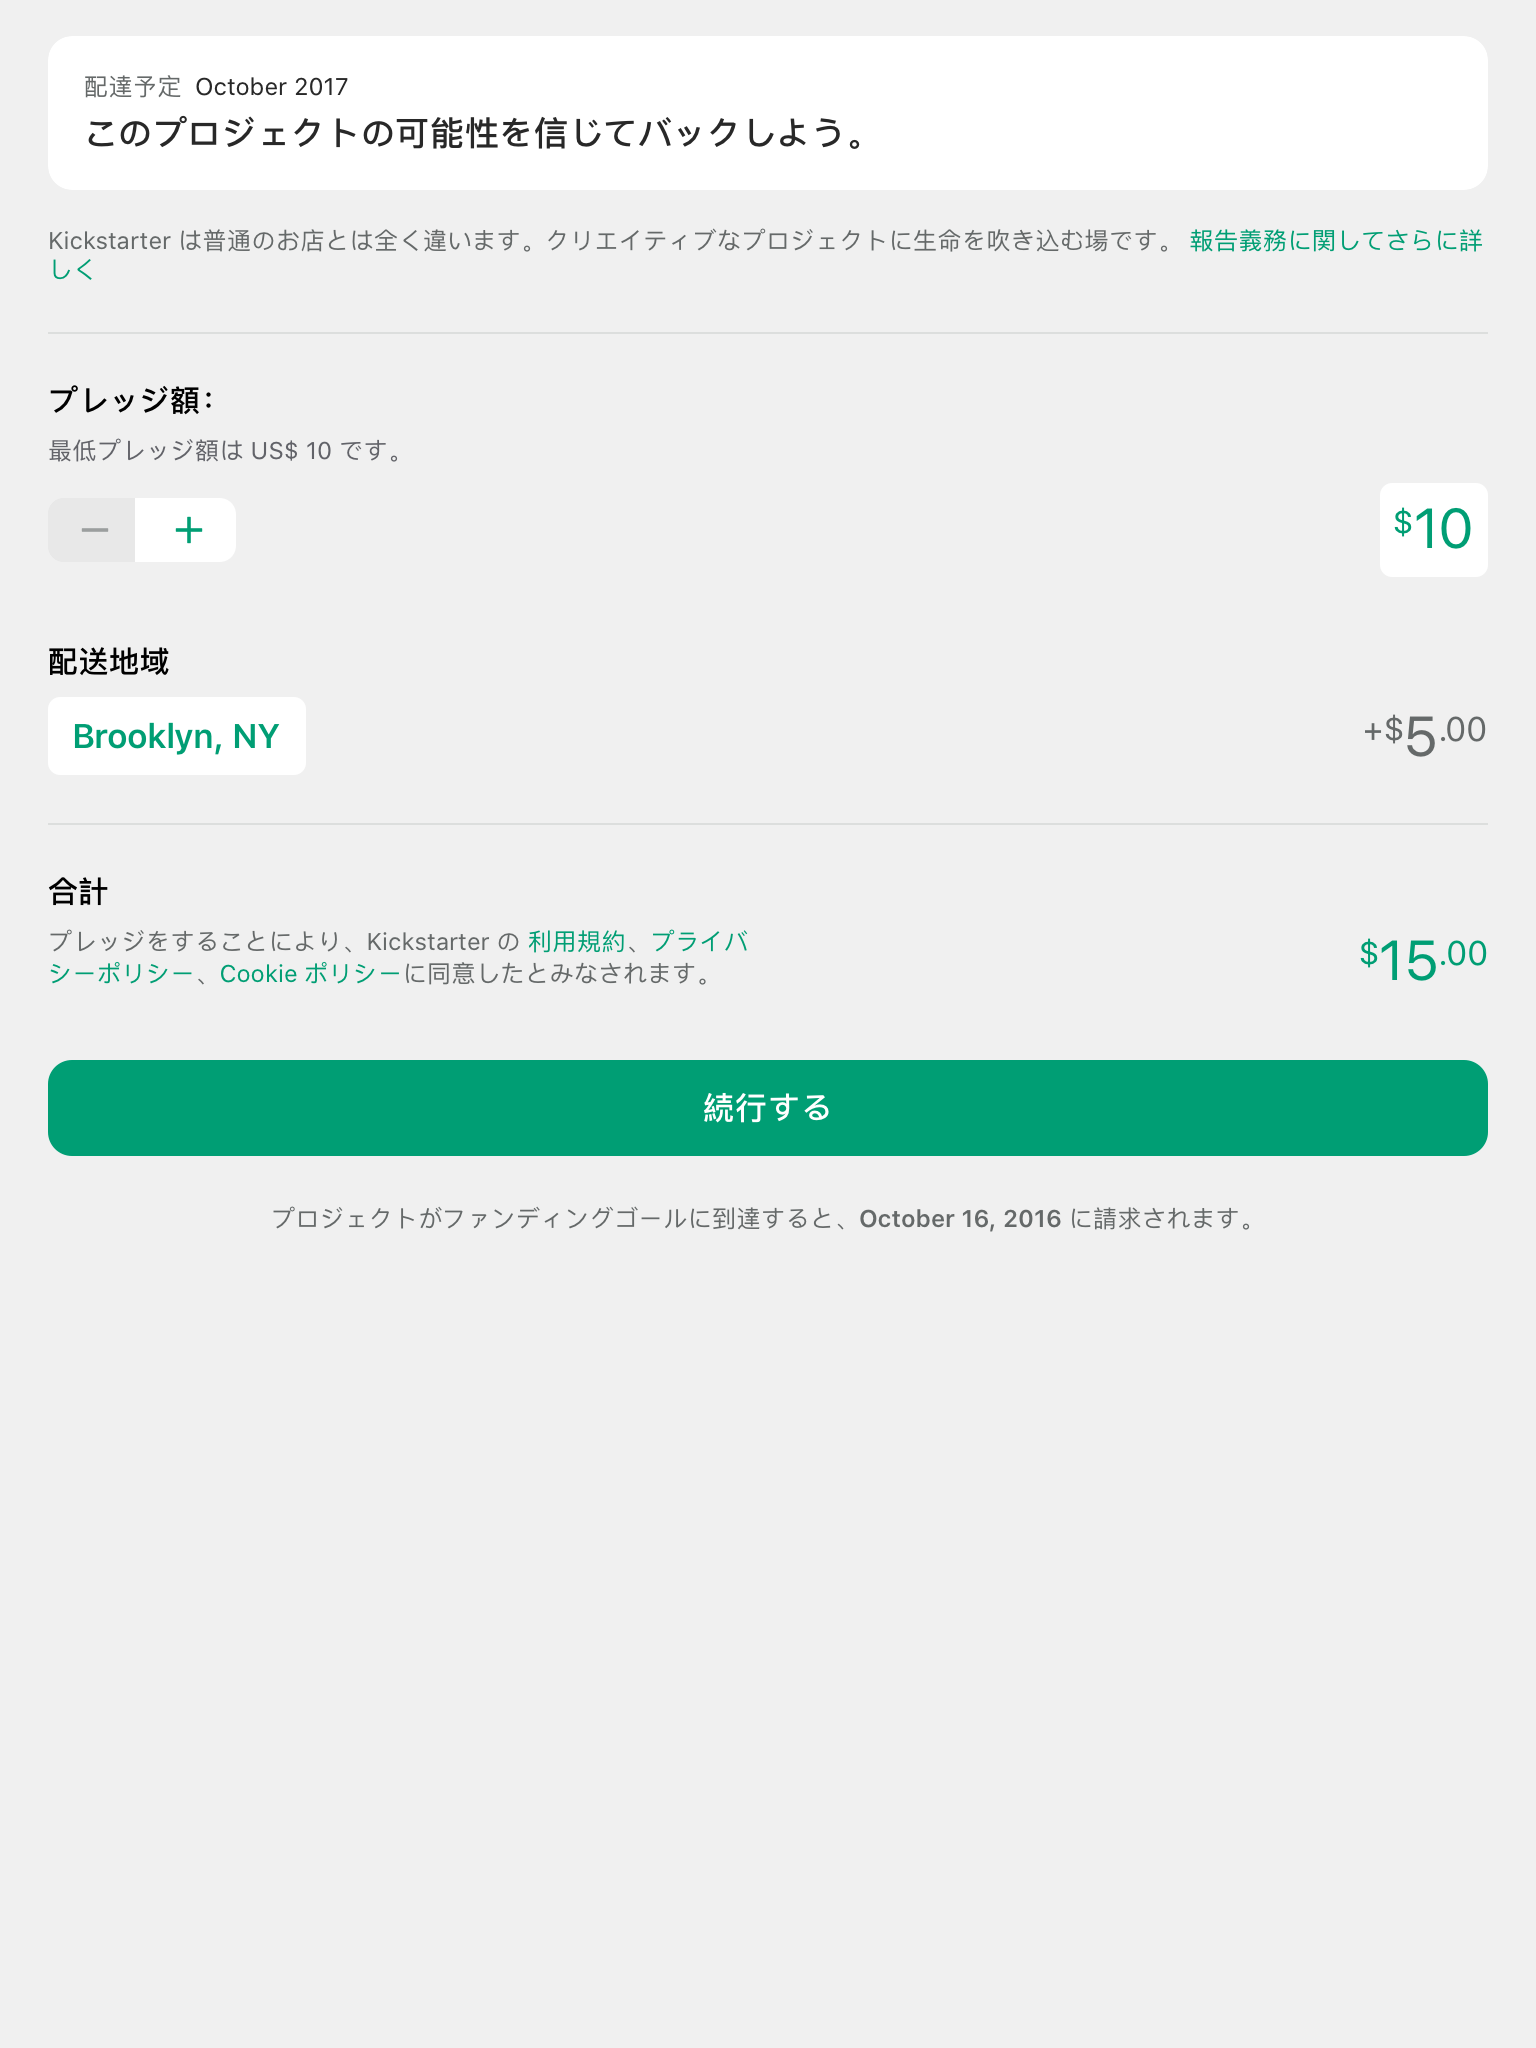 配達予定 October 2017
このプロジェクトの可能性を信じてバックしよう。
Kickstarter は普通のお店とは全く違います。クリエイティブなプロジェクトに生命を吹き込む場です。 報告義務に関してさらに詳
しく
プレッジ額：
最低プレッジ額は US$ 10 です。
− +
$10
配送地域
Brooklyn, NY
+$5.00
合計
プレッジをすることにより、Kickstarter の 利用規約、プライバ
シーポリシー、Cookie ポリシーに同意したとみなされます。
$15.00
続行する
プロジェクトがファンディングゴールに到達すると、October 16, 2016 に請求されます。